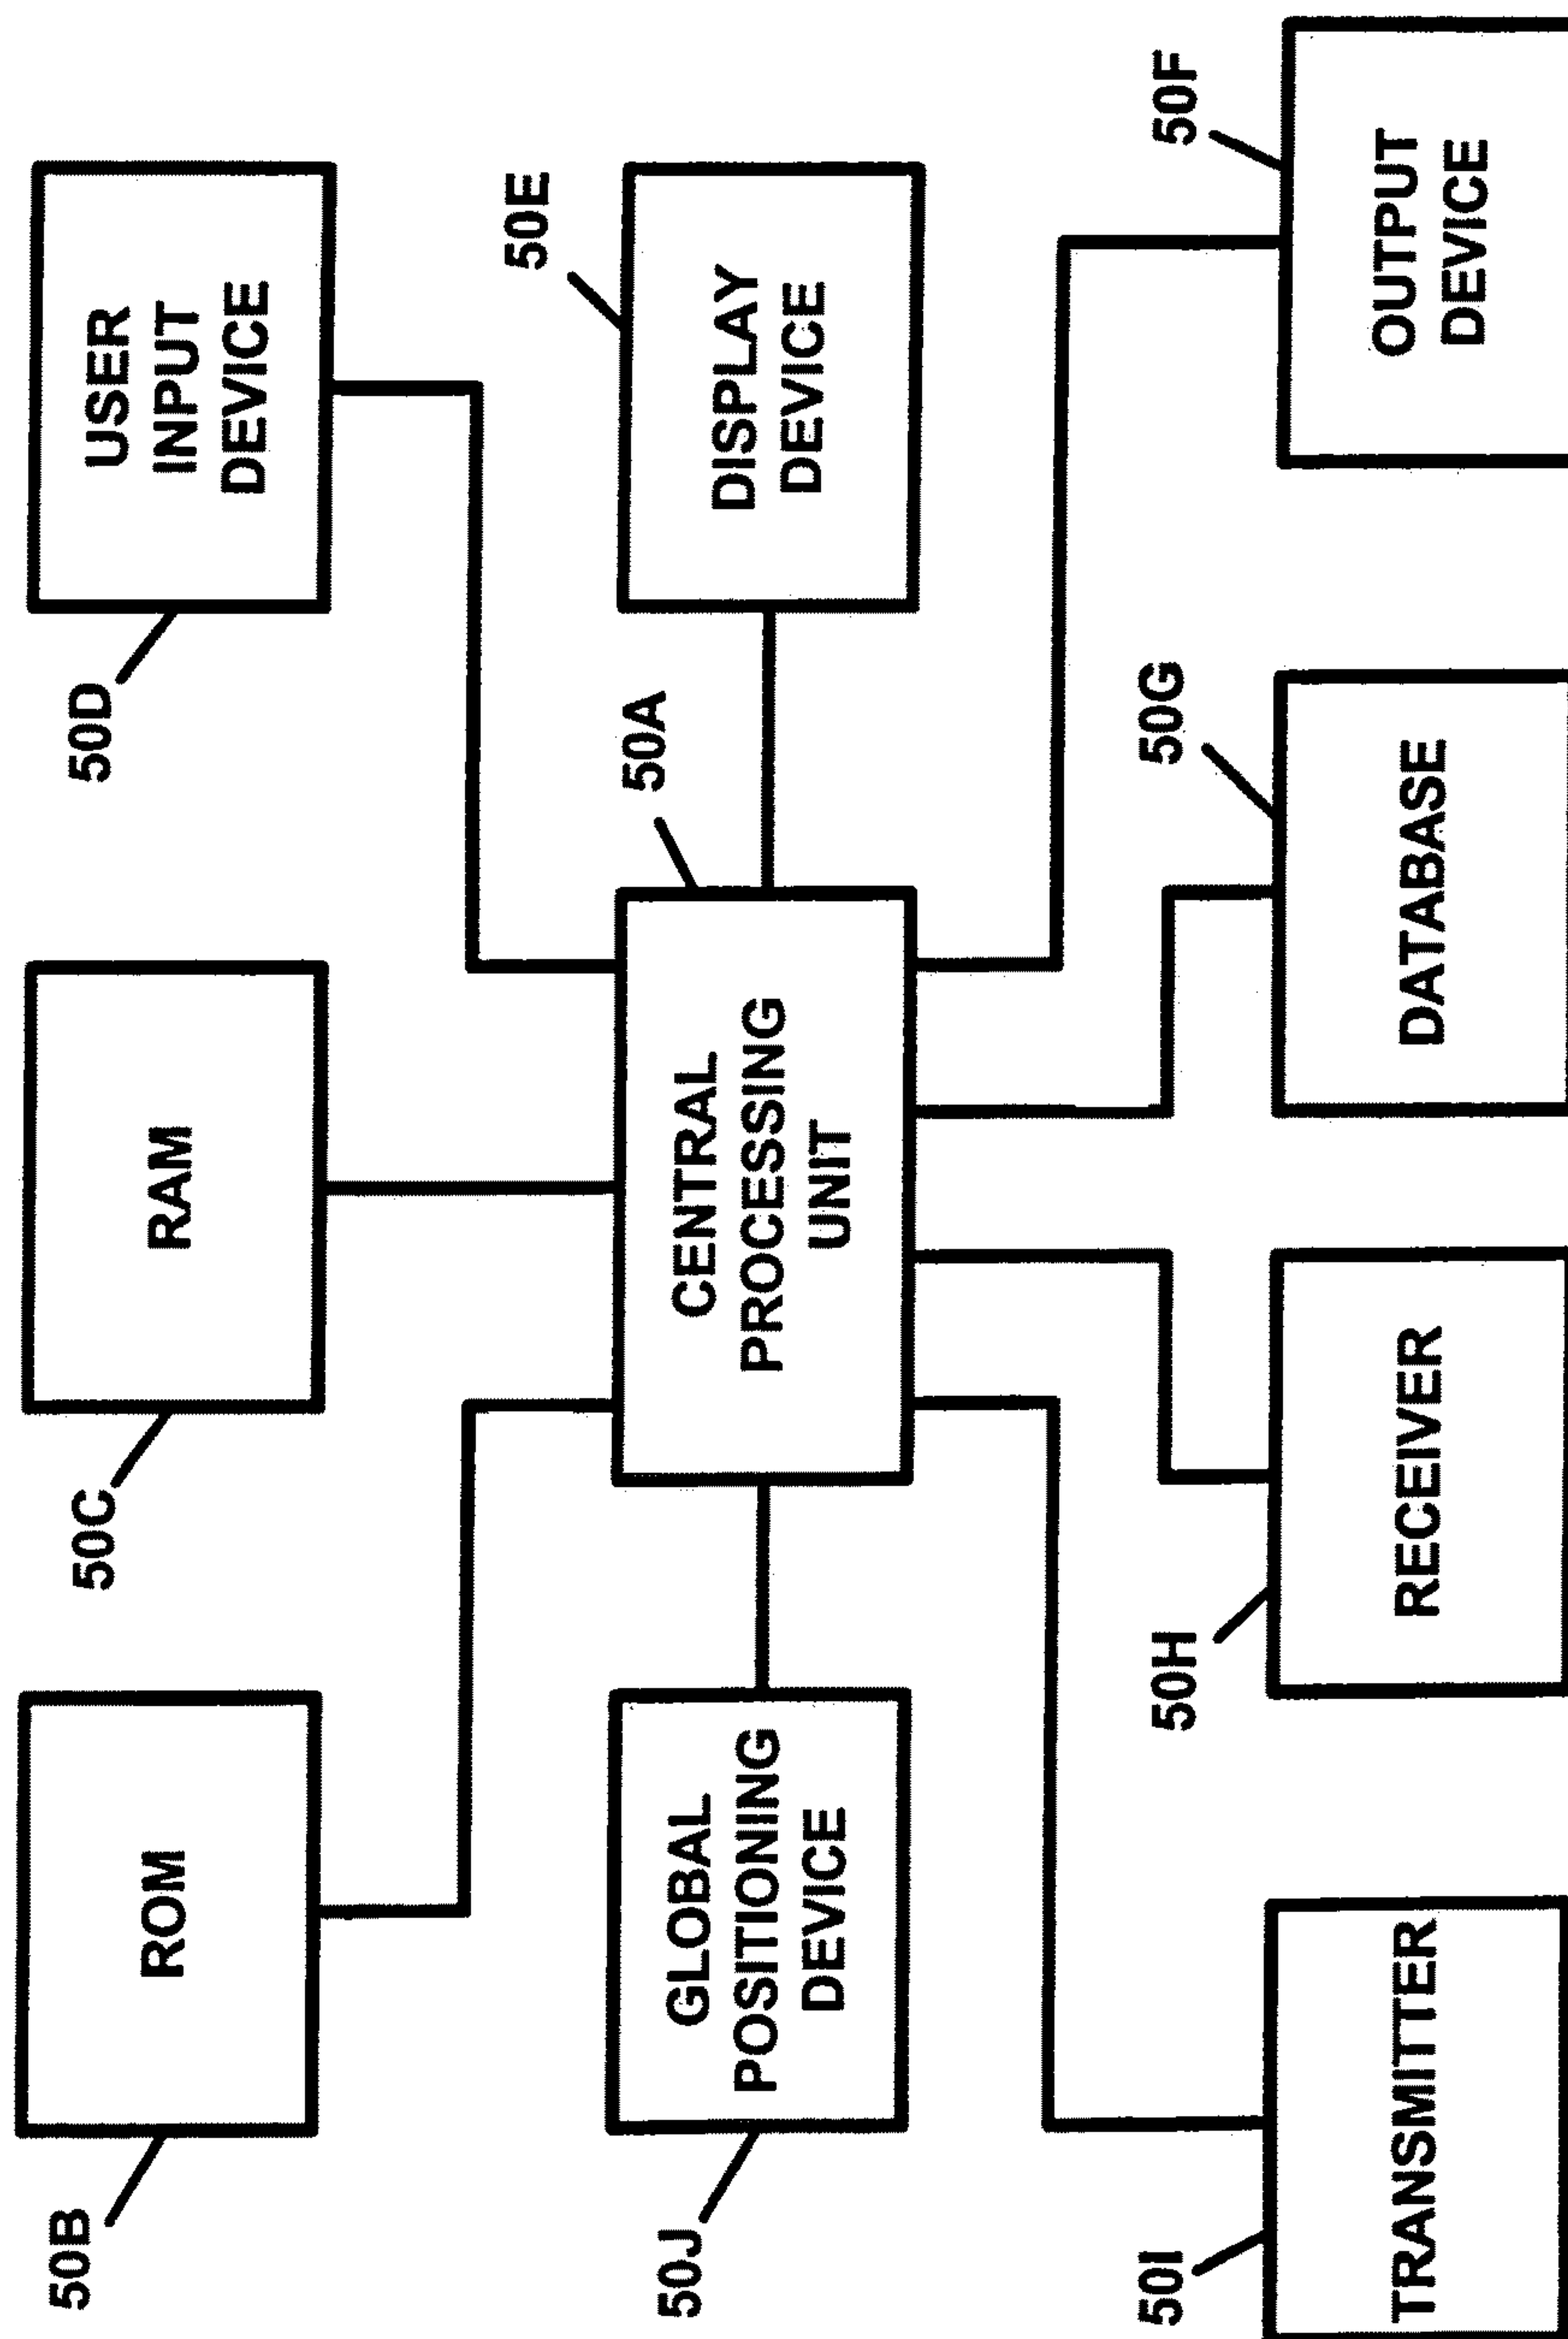 50B
ROM
50C
RAM
50D
USER
INPUT
DEVICE
50J
GLOBAL
POSITIONING
DEVICE
50A
CENTRAL
PROCESSING
UNIT
50E
DISPLAY
DEVICE
50I
TRANSMITTER
50H
RECEIVER
50G
DATABASE
50F
OUTPUT
DEVICE